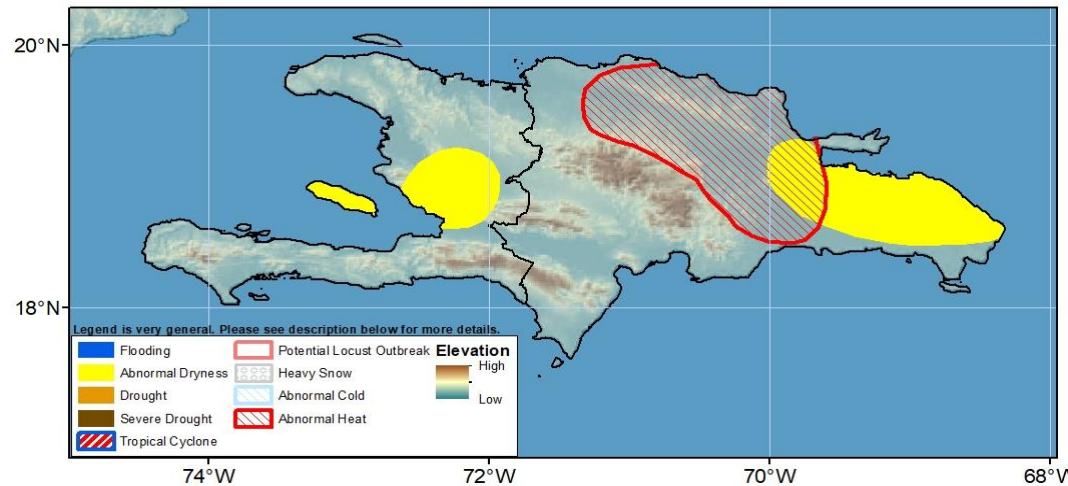 20°N
18°N
Legend is very general. Please see description below for more details.
Flooding
Potential Locust Outbreak
Elevation
Abnormal Dryness
Heavy Snow
High
Drought
Abnormal Cold
Low
Severe Drought
Abnormal Heat
Tropical Cyclone
74°W
72°W
70°W
68°W